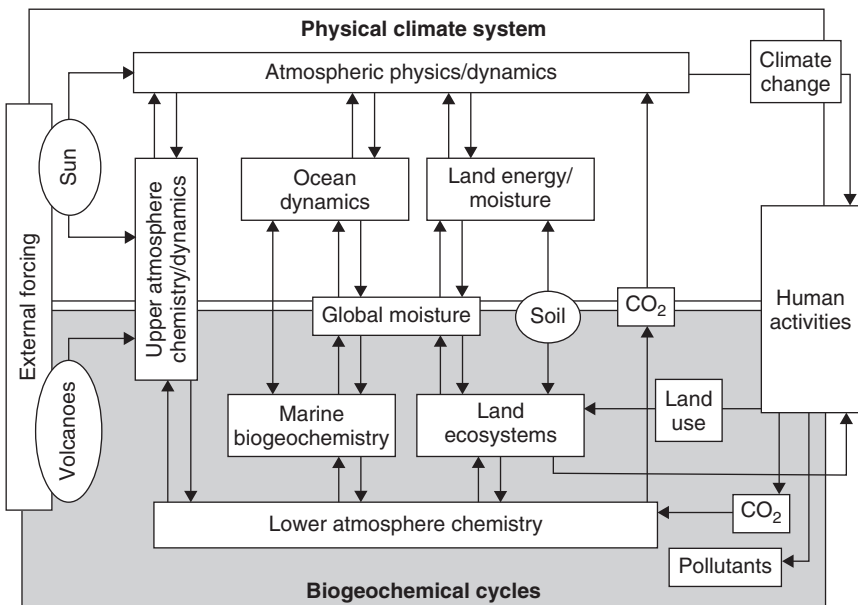 Physical climate system
Atmospheric physics/dynamics
Climate
change
External forcing
Sun
Upper atmosphere
chemistry/dynamics
Ocean
dynamics
Land energy/
moisture
Global moisture
Soil
CO₂
Human
activities
Volcanoes
Marine
biogeochemistry
Land
ecosystems
Land
use
Lower atmosphere chemistry
CO₂
Pollutants
Biogeochemical cycles